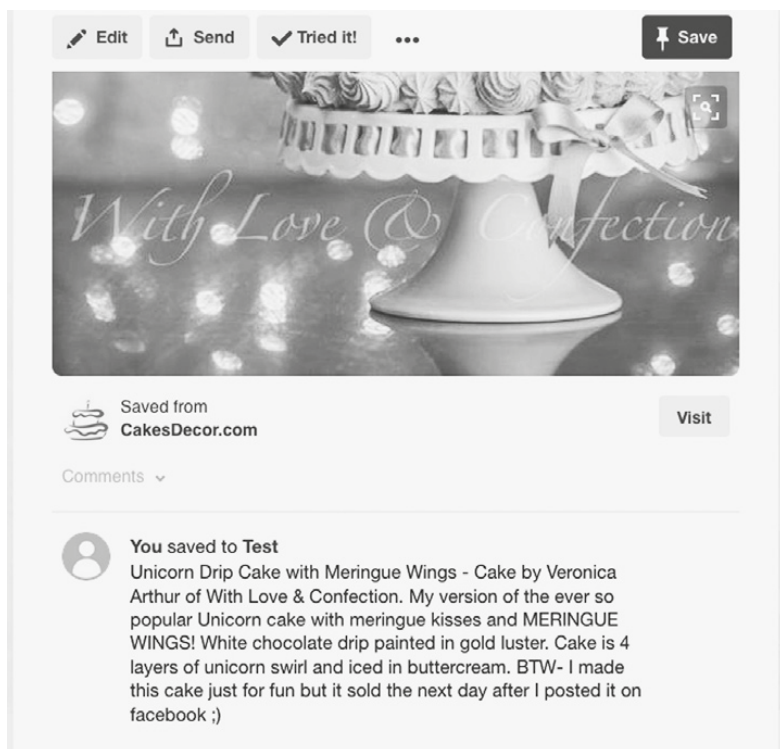 Edit Send Tried it! Save
With Love & Confection
Saved from
CakesDecor.com
Visit
Comments
You saved to Test
Unicorn Drip Cake with Meringue Wings - Cake by Veronica
Arthur of With Love & Confection. My version of the ever so
popular Unicorn cake with meringue kisses and MERINGUE
WINGS! White chocolate drip painted in gold luster. Cake is 4
layers of unicorn swirl and iced in buttercream. BTW- I made
this cake just for fun but it sold the next day after I posted it on
facebook ;)